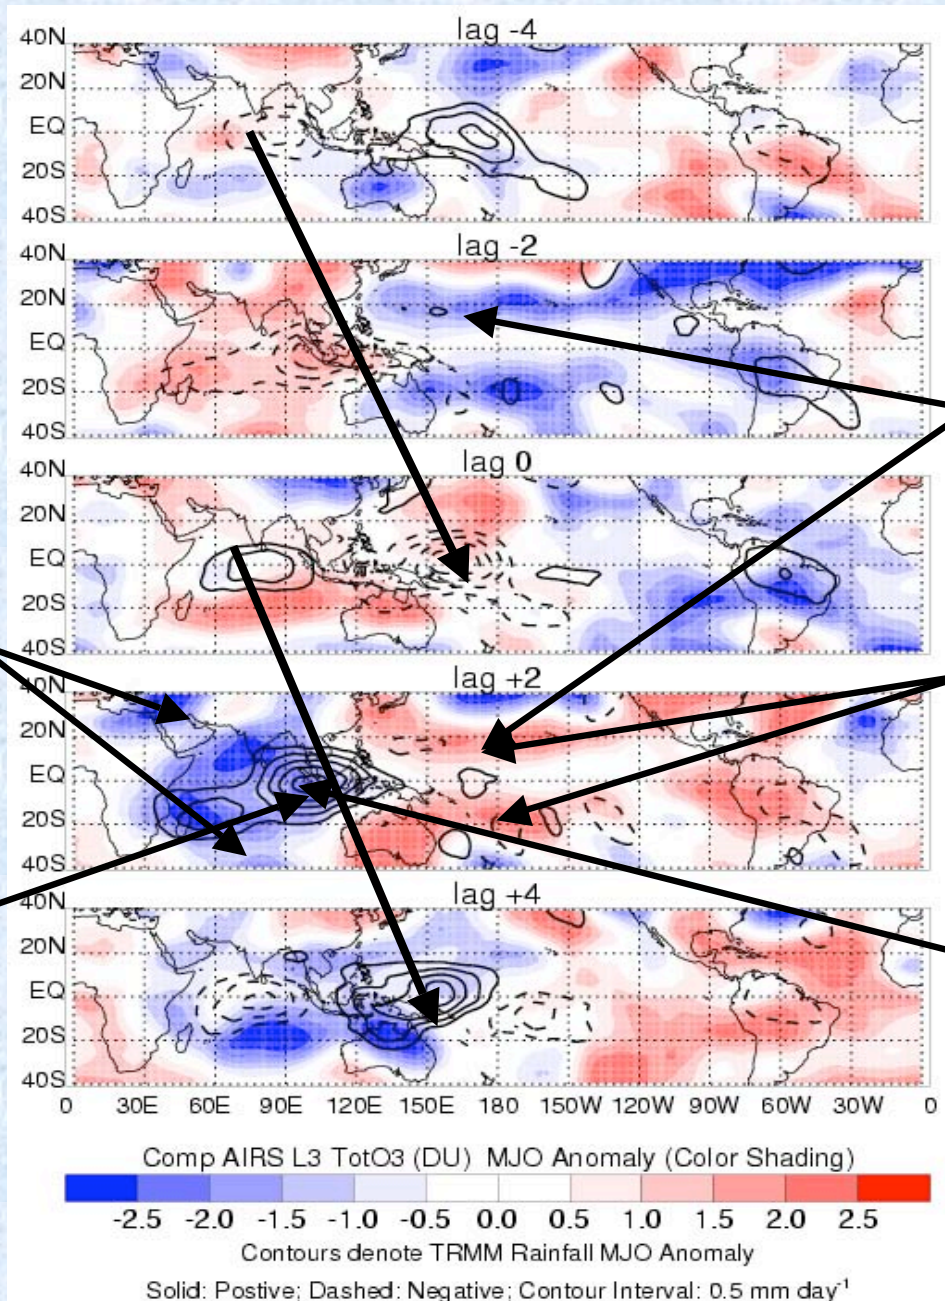 lag -4
40N
20N
EQ
20S
40S
lag -2
40N
20N
EQ
20S
40S
lag 0
40N
20N
EQ
20S
40S
lag +2
40N
20N
EQ
20S
40S
lag +4
40N
20N
EQ
20S
40S
0 30E 60E 90E 120E 150E 180 150W 120W 90W 60W 30W 0
Comp AIRS L3 TotO3 (DU) MJO Anomaly (Color Shading)
-2.5 -2.0 -1.5 -1.0 -0.5 0.0 0.5 1.0 1.5 2.0 2.5
Contours denote TRMM Rainfall MJO Anomaly
Solid: Postive; Dashed: Negative; Contour Interval: 0.5 mm day⁻¹